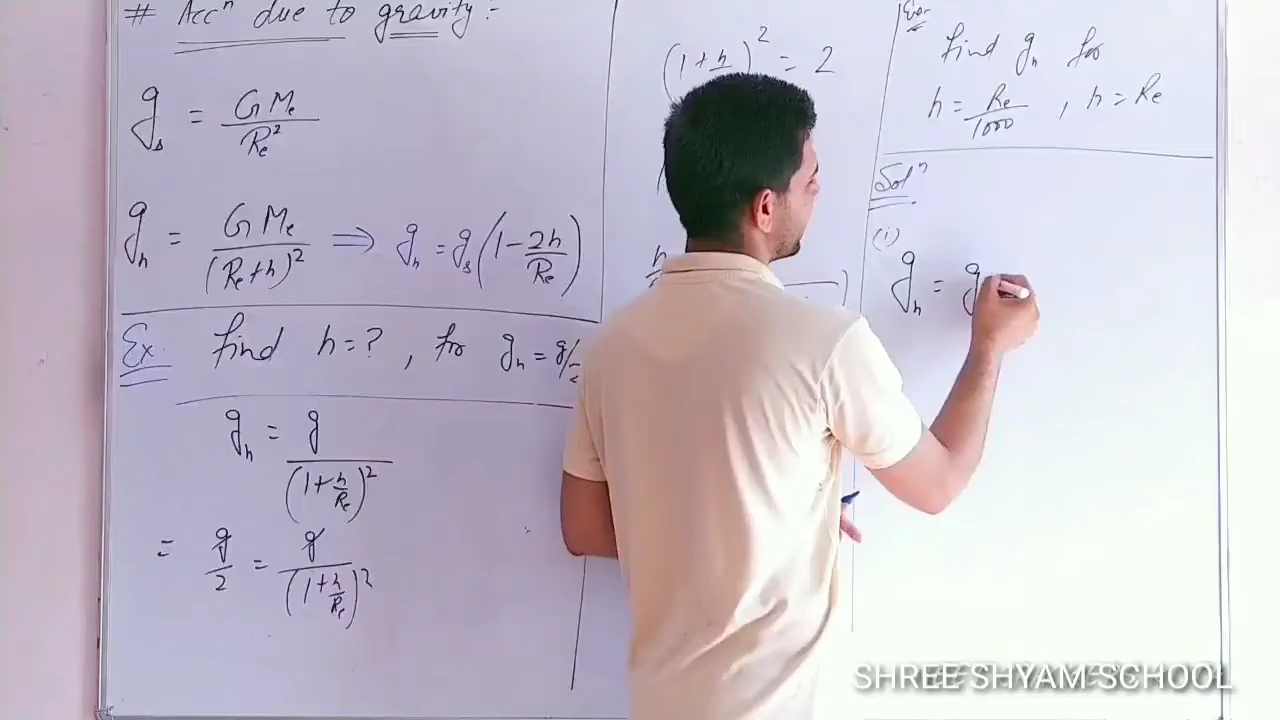 # Accⁿ due to gravity :-
g_s = GM_e / R_e²
g_h = GM_e / (R_e+h)² ⟹ g_h = g_s (1 - 2h/R_e)
Ex. find h = ? , for g_h = g/2
g_h = g / (1+h/R_e)²
= g/2 = g / (1+h/R_e)²
(1+h/ )² = 2
find g_h for
h = R_e/1000 , h = R_e
Solⁿ
(i)
g_h = g
SHREE SHYAM SCHOOL